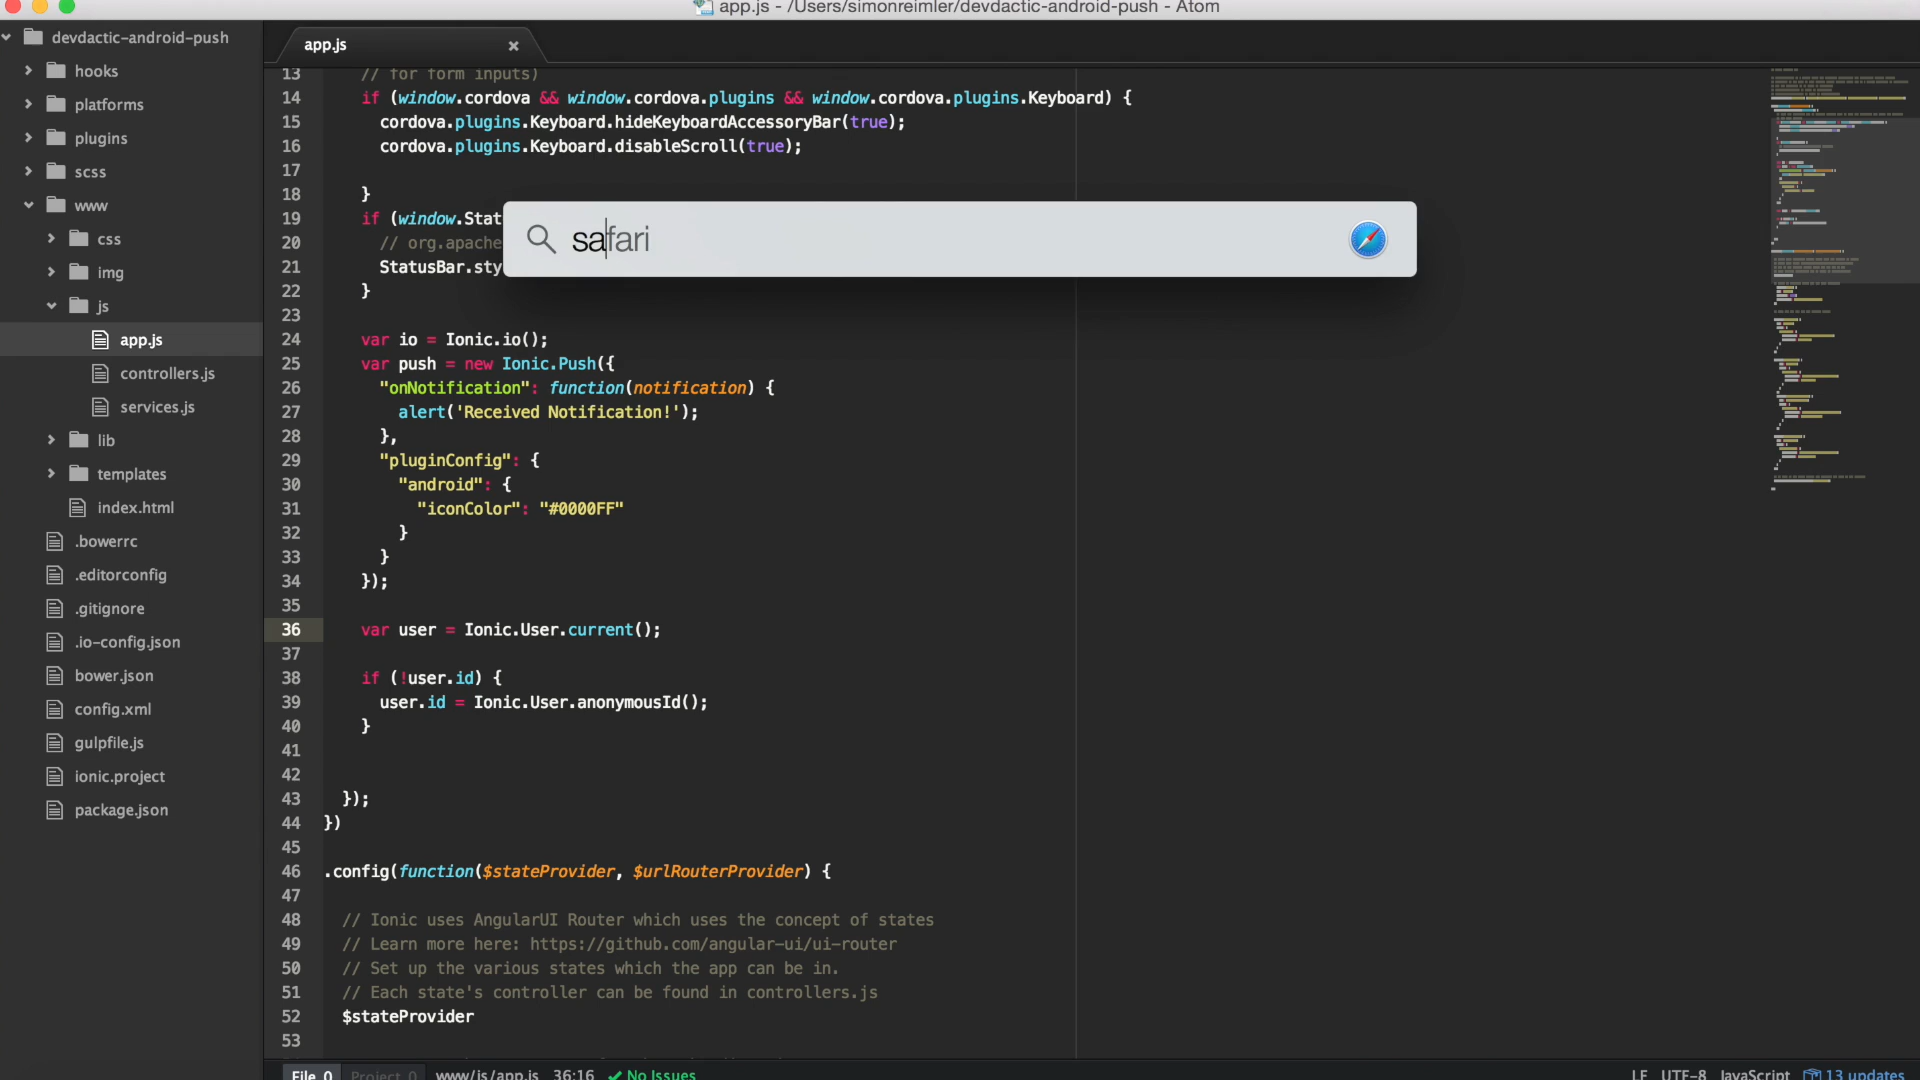 app.js - /Users/simonreimler/devdactic-android-push - Atom
devdactic-android-push
hooks
platforms
plugins
scss
www
css
img
js
app.js
controllers.js
services.js
lib
templates
index.html
.bowerrc
.editorconfig
.gitignore
.io-config.json
bower.json
config.xml
gulpfile.js
ionic.project
package.json
app.js
safari
13 // for form inputs)
14 if (window.cordova && window.cordova.plugins && window.cordova.plugins.Keyboard) {
15 cordova.plugins.Keyboard.hideKeyboardAccessoryBar(true);
16 cordova.plugins.Keyboard.disableScroll(true);
17
18 }
19 if (window.Stat
20 // org.apache
21 StatusBar.sty
22 }
23
24 var io = Ionic.io();
25 var push = new Ionic.Push({
26 "onNotification": function(notification) {
27 alert('Received Notification!');
28 },
29 "pluginConfig": {
30 "android": {
31 "iconColor": "#0000FF"
32 }
33 }
34 });
35
36 var user = Ionic.User.current();
37
38 if (!user.id) {
39 user.id = Ionic.User.anonymousId();
40 }
41
42
43 });
44 })
45
46 .config(function($stateProvider, $urlRouterProvider) {
47
48 // Ionic uses AngularUI Router which uses the concept of states
49 // Learn more here: https://github.com/angular-ui/ui-router
50 // Set up the various states which the app can be in.
51 // Each state's controller can be found in controllers.js
52 $stateProvider
53
File 0 Project 0 www/js/app.js 36:16 No Issues LF UTF-8 JavaScript 13 updates